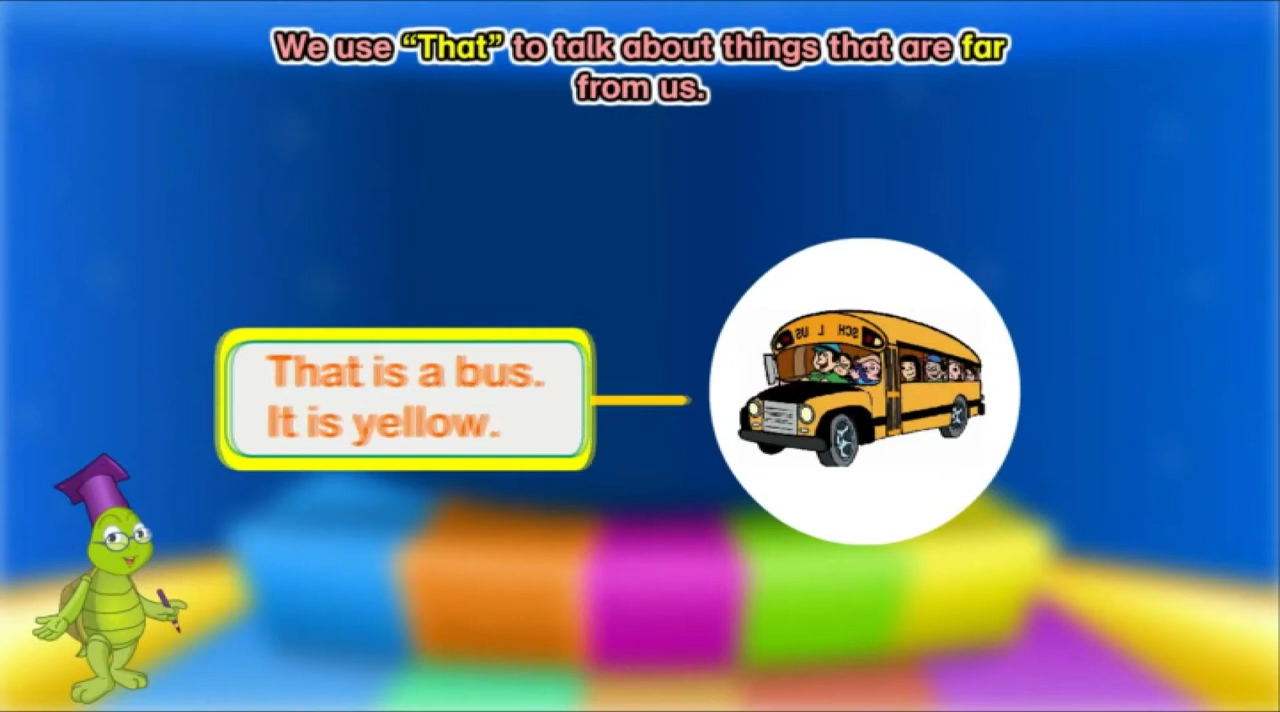 We use “That” to talk about things that are far
from us.
That is a bus.
It is yellow.